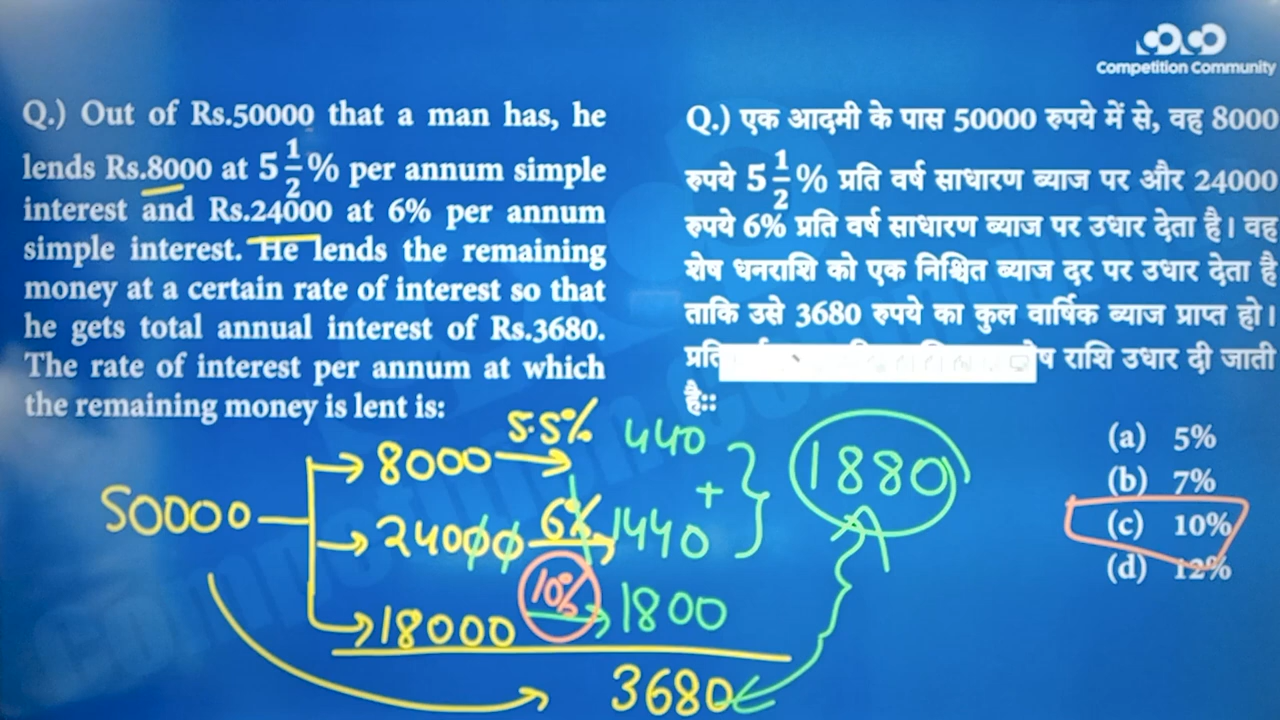 Competition Community
Q.) Out of Rs.50000 that a man has, he
lends Rs.8000 at 5 1/2 % per annum simple
interest and Rs.24000 at 6% per annum
simple interest. He lends the remaining
money at a certain rate of interest so that
he gets total annual interest of Rs.3680.
The rate of interest per annum at which
the remaining money is lent is:
Q.) एक आदमी के पास 50000 रुपये में से, वह 8000
रुपये 5 1/2 % प्रति वर्ष साधारण ब्याज पर और 24000
रुपये 6% प्रति वर्ष साधारण ब्याज पर उधार देता है। वह
शेष धनराशि को एक निश्चित ब्याज दर पर उधार देता है
ताकि उसे 3680 रुपये का कुल वार्षिक ब्याज प्राप्त हो।
प्रति राशि उधार दी जाती
है::
(a) 5%
(b) 7%
(c) 10%
(d) 12%
50000
8000 5.5% 440
+
24000 6% 1440
1880
18000 10% 1800
3680